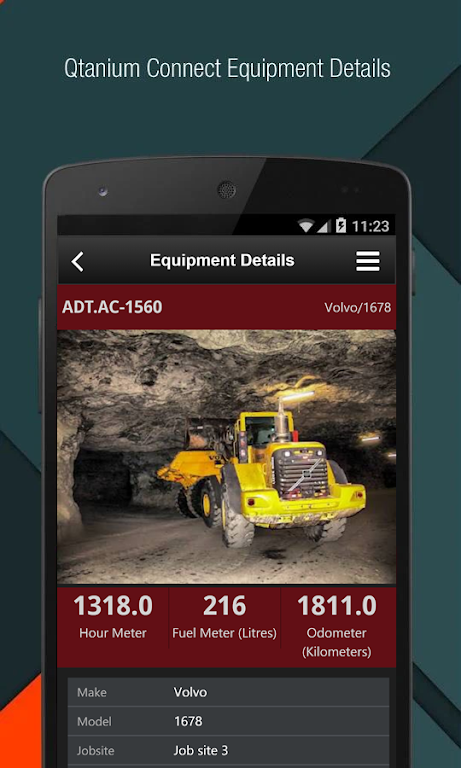 Qtanium Connect Equipment Details
11:23
Equipment Details
ADT.AC-1560 Volvo/1678
1318.0 216 1811.0
Hour Meter Fuel Meter (Litres) Odometer
(Kilometers)
Make Volvo
Model 1678
Jobsite Job site 3